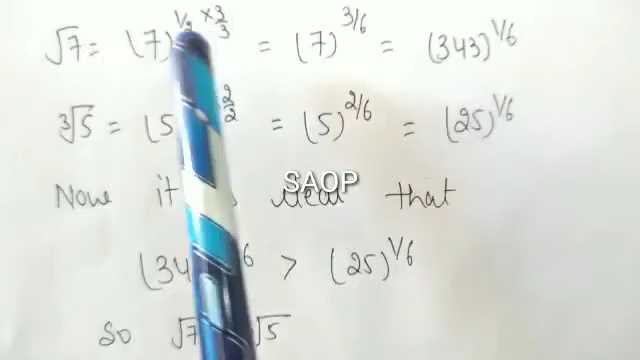 √7 = (7)^1/2 × 3/3 = (7)^3/6 = (343)^1/6
³√5 = (5 2/2 = (5)^2/6 = (25)^1/6
Now it that
SAOP
(34 6 > (25)^1/6
So √7 √5